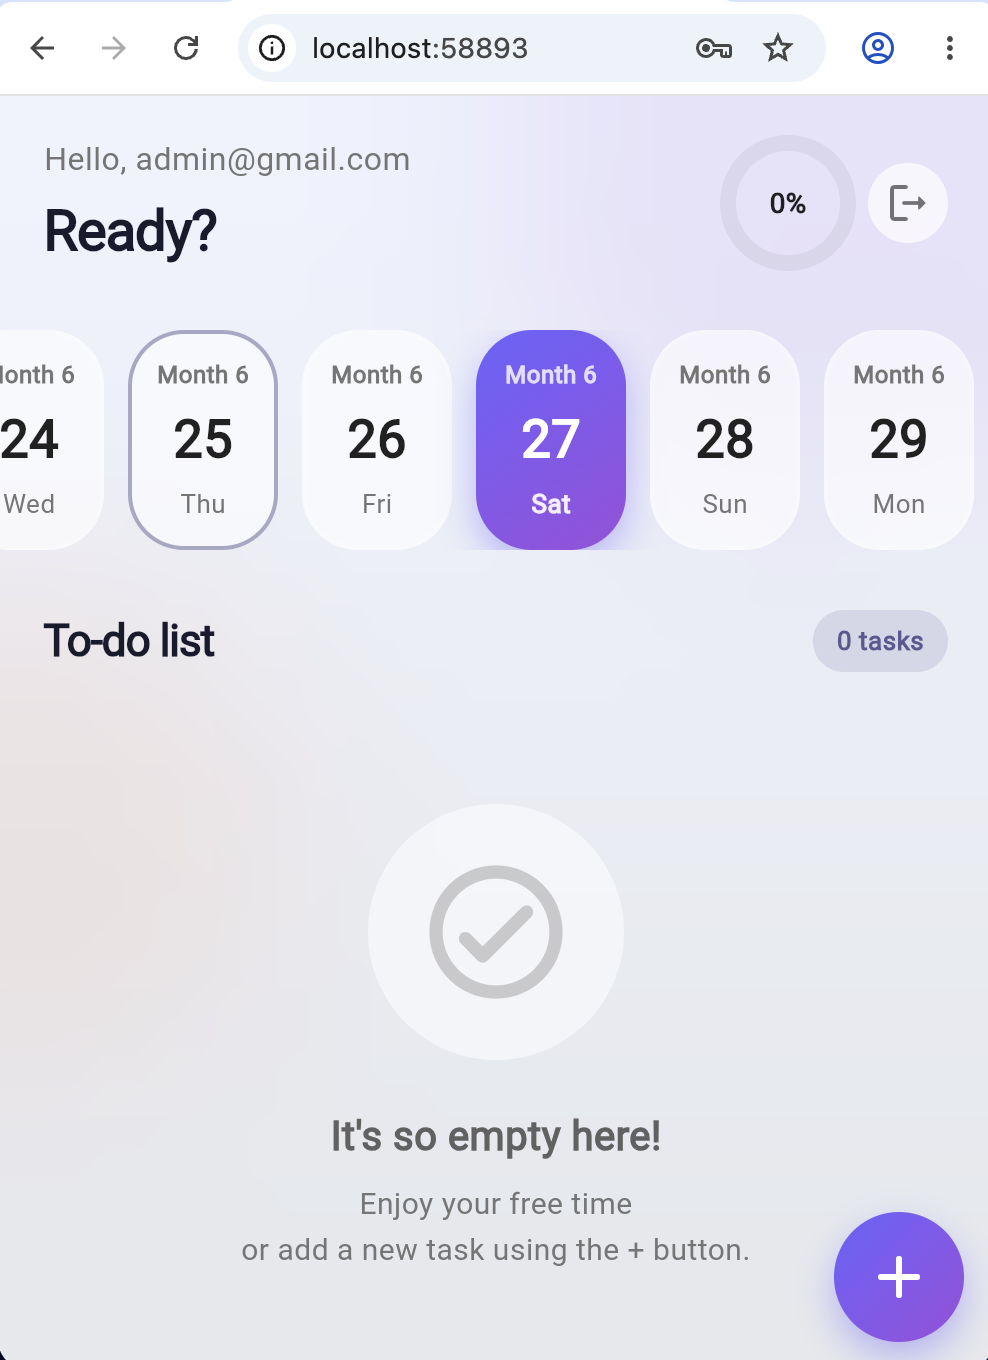 localhost:58893
Hello, admin@gmail.com
Ready?
0%
Month 6
24
Wed
Month 6
25
Thu
Month 6
26
Fri
Month 6
27
Sat
Month 6
28
Sun
Month 6
29
Mon
To-do list
0 tasks
It's so empty here!
Enjoy your free time
or add a new task using the + button.